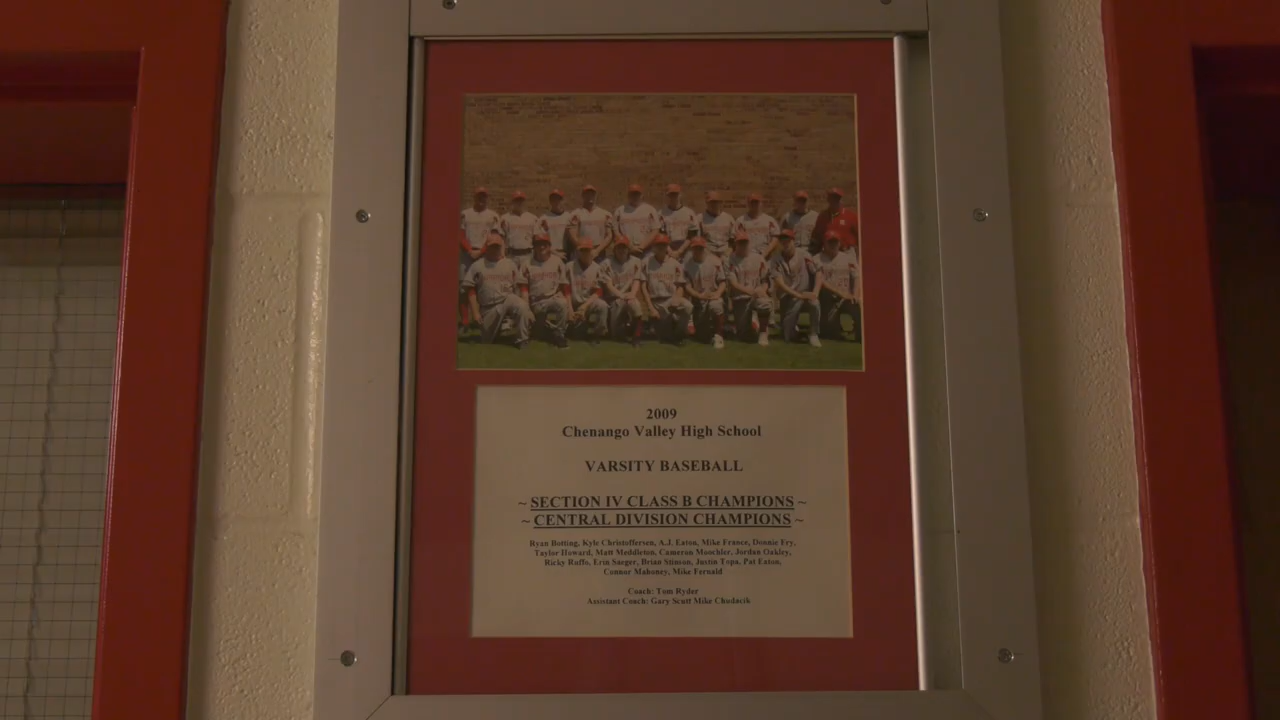 2009
Chenango Valley High School
VARSITY BASEBALL
~ SECTION IV CLASS B CHAMPIONS ~
~ CENTRAL DIVISION CHAMPIONS ~
Ryan Botting, Kyle Christoffersen, A.J. Eaton, Mike France, Donnie Fry,
Taylor Howard, Matt Meddleton, Cameron Moochler, Jordan Oakley,
Ricky Ruffo, Erin Saeger, Brian Stinson, Justin Topa, Pat Eaton,
Connor Mahoney, Mike Fernald
Coach: Tom Ryder
Assistant Coach: Gary Scutt Mike Chudacik